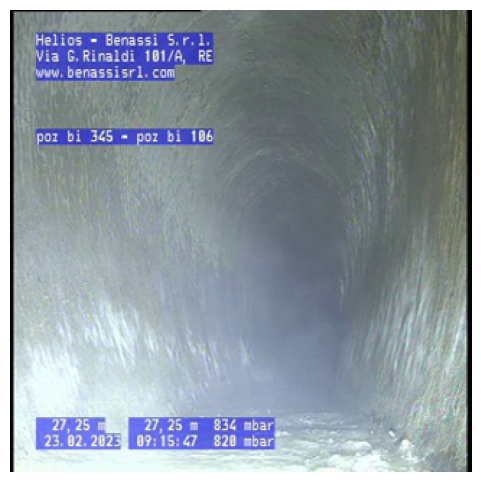 Helios - Benassi S.r.l.
Via G.Rinaldi 101/A, RE
www.benassisrl.com
poz bi 345 - poz bi 106
27,25 m 27,25 m 834 mbar
23.02.2023 09:15:47 820 mbar